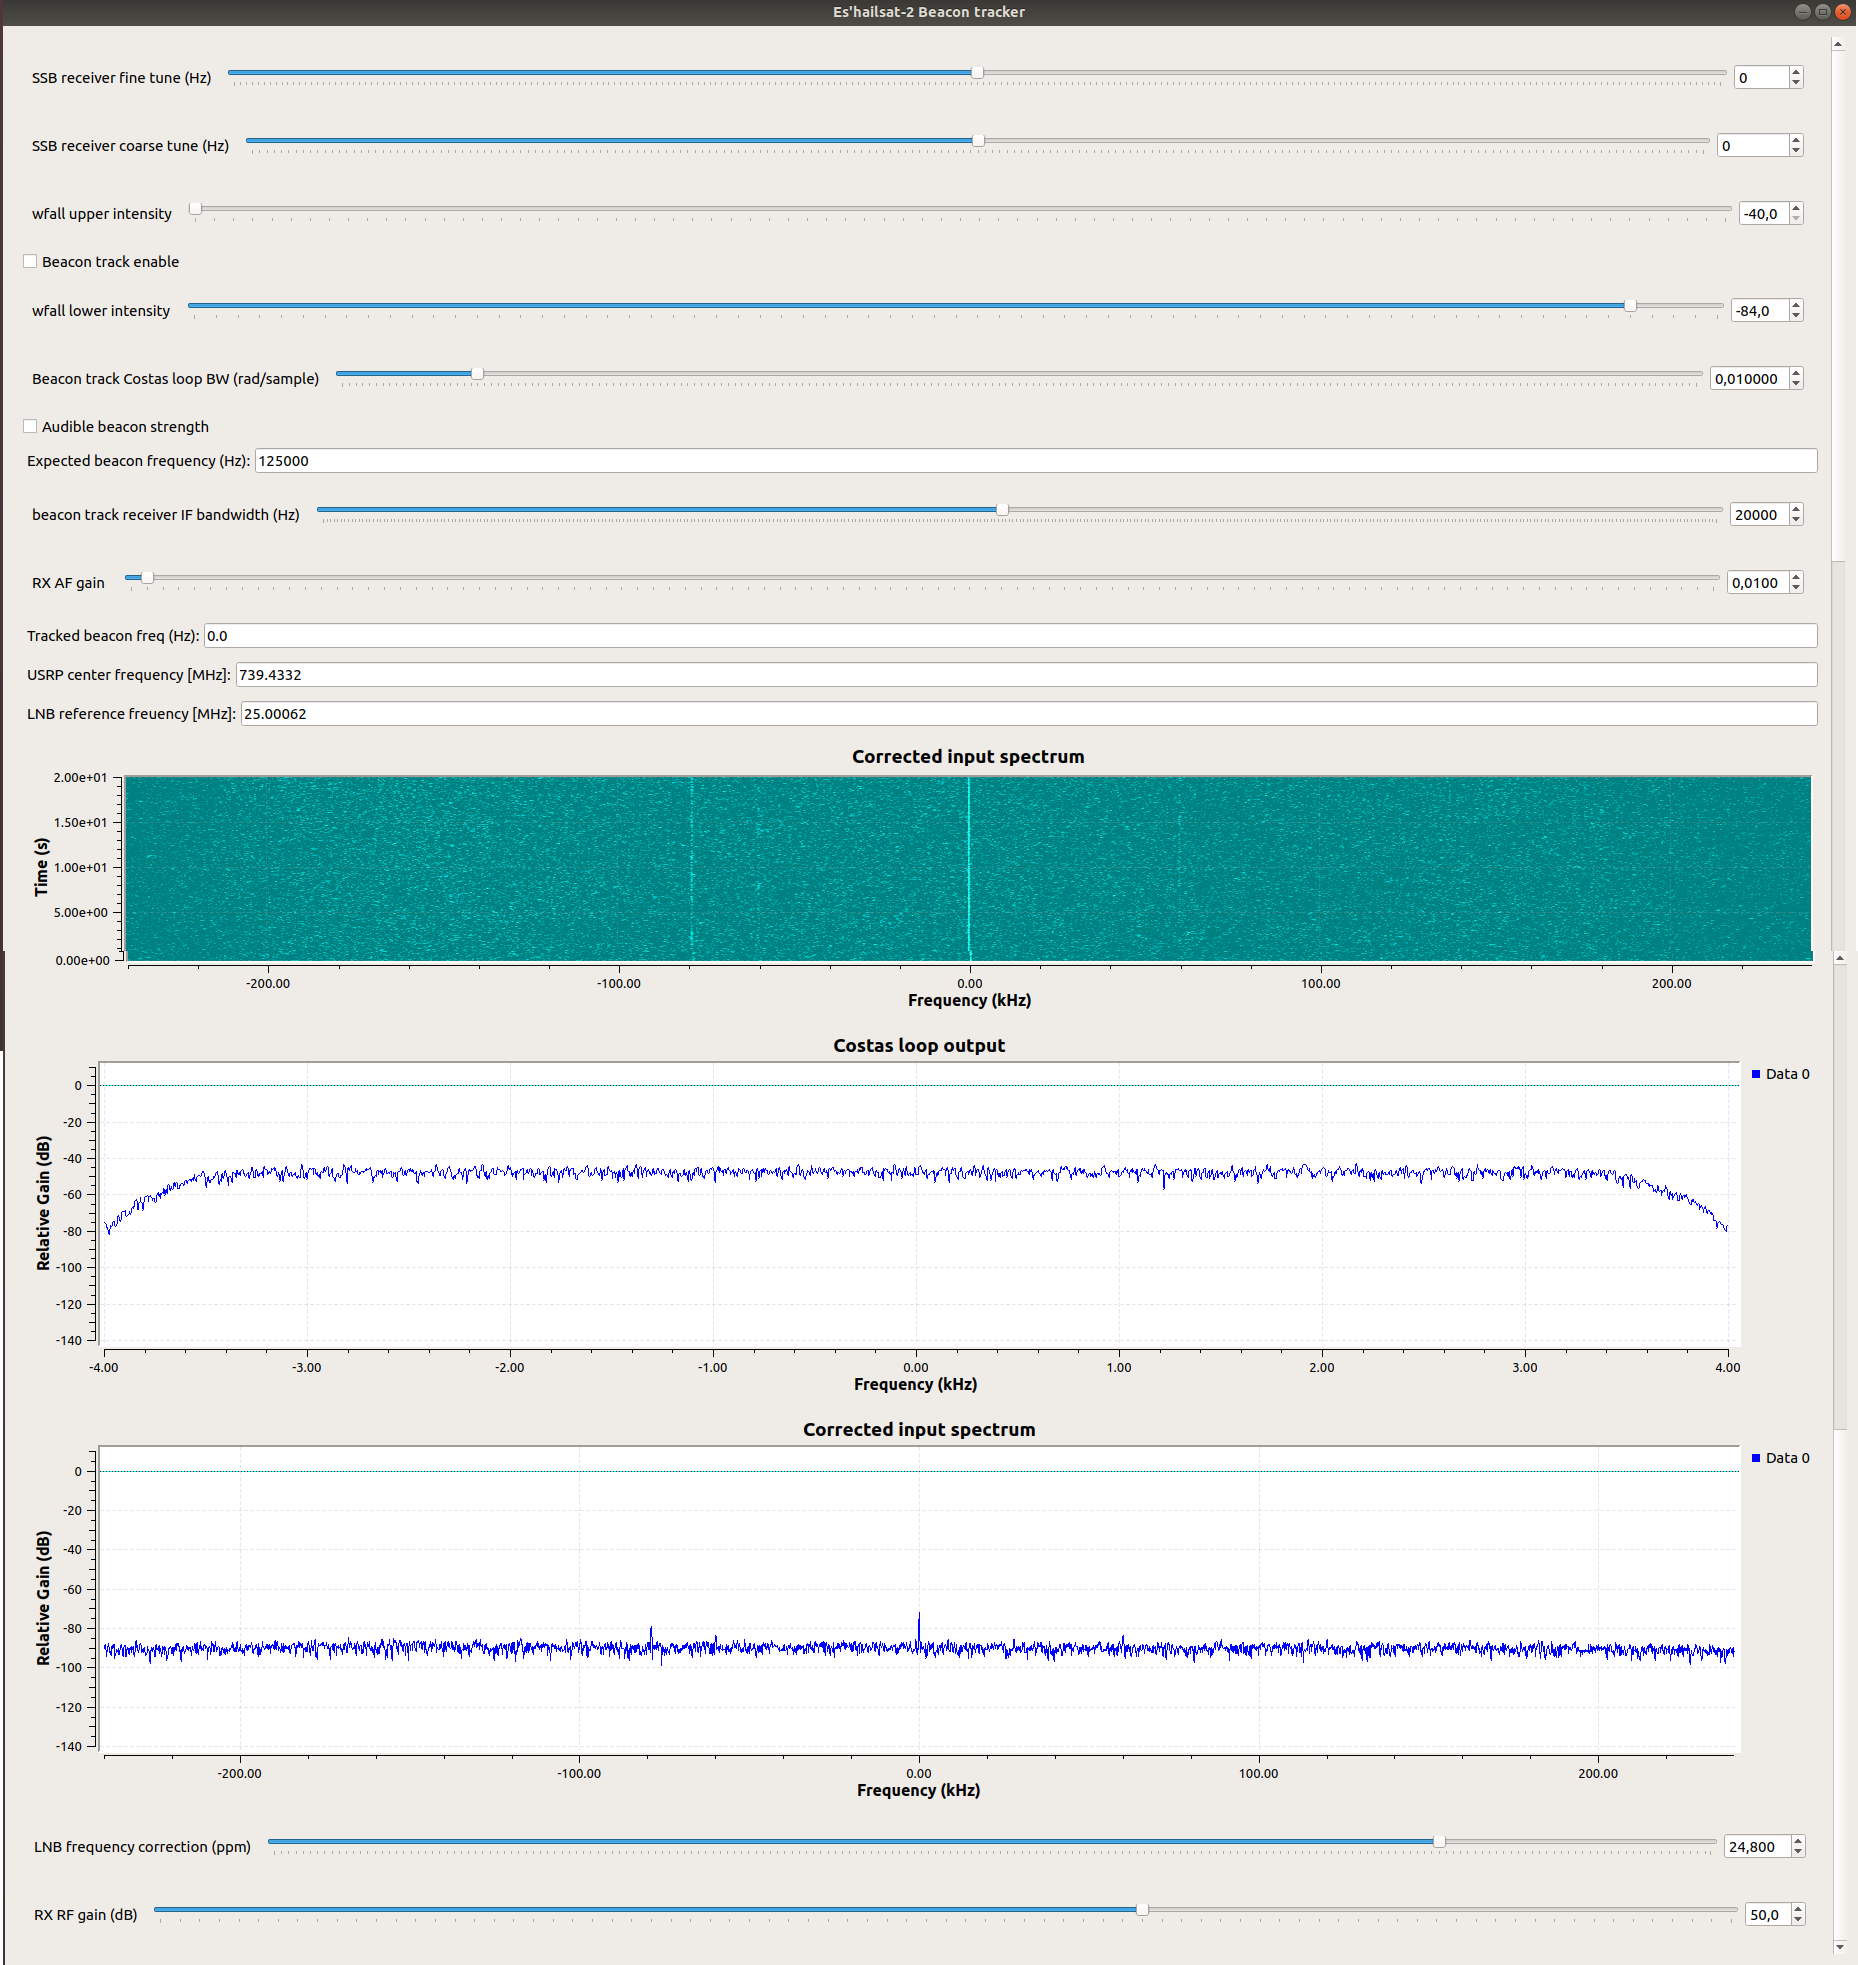 Es'hailsat-2 Beacon tracker
SSB receiver fine tune (Hz) 0
SSB receiver coarse tune (Hz) 0
wfall upper intensity -40,0
Beacon track enable
wfall lower intensity -84,0
Beacon track Costas loop BW (rad/sample) 0,010000
Audible beacon strength
Expected beacon frequency (Hz): 125000
beacon track receiver IF bandwidth (Hz) 20000
RX AF gain 0,0100
Tracked beacon freq (Hz): 0.0
USRP center frequency [MHz]: 739.4332
LNB reference freuency [MHz]: 25.00062
Corrected input spectrum
2.00e+01
1.50e+01
1.00e+01
5.00e+00
0.00e+00
Time (s)
-200.00 -100.00 0.00 100.00 200.00
Frequency (kHz)
Costas loop output
Data 0
0
-20
-40
-60
-80
-100
-120
-140
Relative Gain (dB)
-4.00 -3.00 -2.00 -1.00 0.00 1.00 2.00 3.00 4.00
Frequency (kHz)
Corrected input spectrum
Data 0
0
-20
-40
-60
-80
-100
-120
-140
Relative Gain (dB)
-200.00 -100.00 0.00 100.00 200.00
Frequency (kHz)
LNB frequency correction (ppm) 24,800
RX RF gain (dB) 50,0